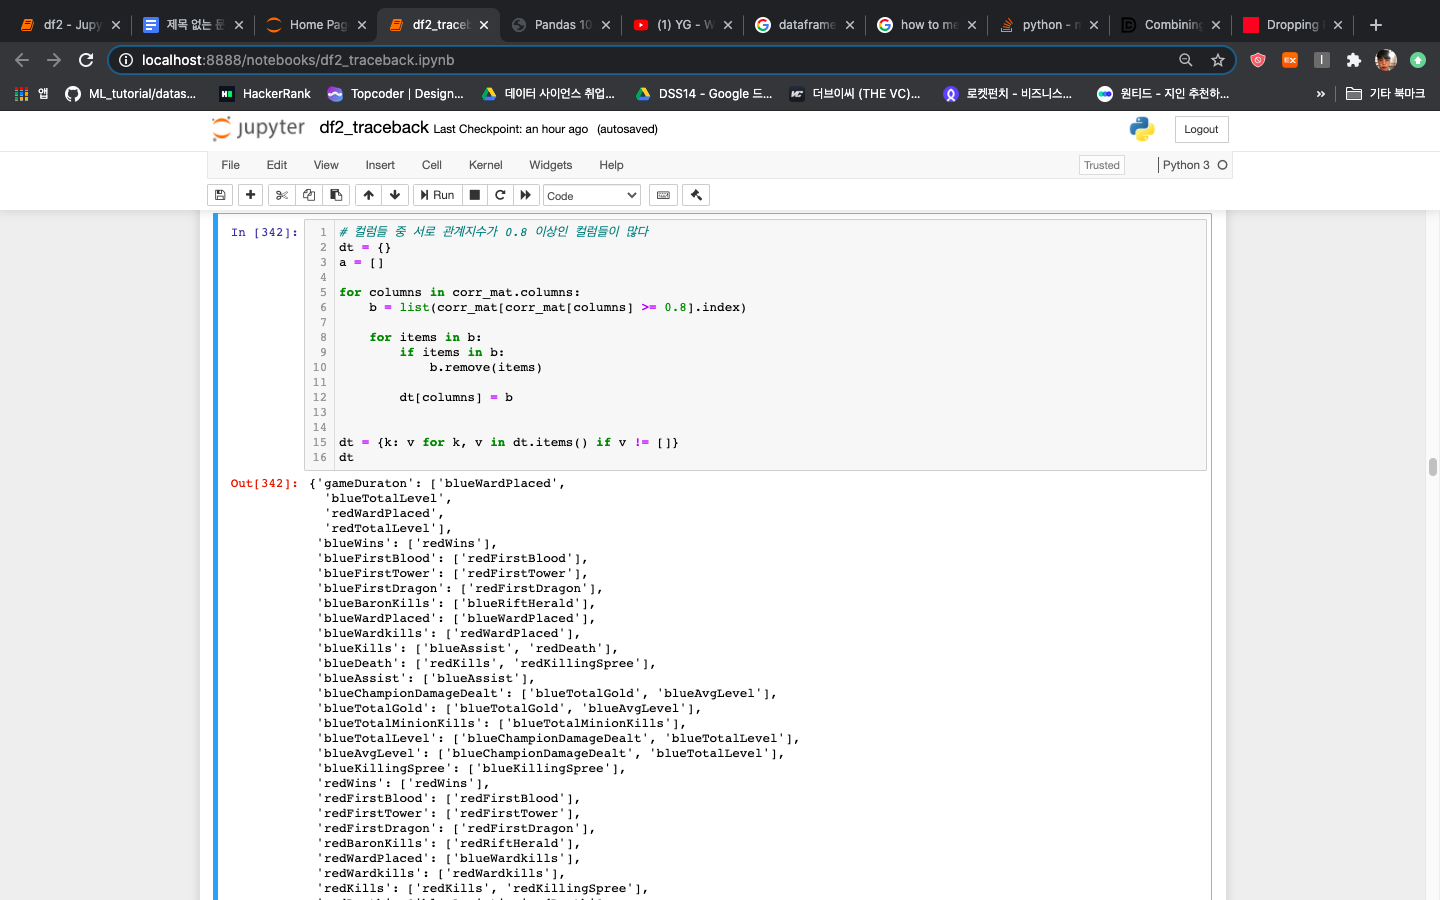 df2 - Jupy
제목 없는 문
Home Pag
df2_traceb
Pandas 10
(1) YG - W
dataframe
how to me
python - n
Combining
Dropping
localhost:8888/notebooks/df2_traceback.ipynb
앱
ML_tutorial/datas...
HackerRank
Topcoder | Design...
데이터 사이언스 취업...
DSS14 - Google 드...
더브이씨 (THE VC)...
로켓펀치 - 비즈니스...
원티드 - 지인 추천하...
»
기타 북마크
jupyter df2_traceback Last Checkpoint: an hour ago (autosaved)
Logout
File Edit View Insert Cell Kernel Widgets Help
Trusted
Python 3
Run
Code
In [342]:
1 # 컬럼들 중 서로 관계지수가 0.8 이상인 컬럼들이 많다
2 dt = {}
3 a = []
4
5 for columns in corr_mat.columns:
6     b = list(corr_mat[corr_mat[columns] >= 0.8].index)
7
8     for items in b:
9         if items in b:
10             b.remove(items)
11
12         dt[columns] = b
13
14
15 dt = {k: v for k, v in dt.items() if v != []}
16 dt
Out[342]: {'gameDuraton': ['blueWardPlaced',
'blueTotalLevel',
'redWardPlaced',
'redTotalLevel'],
'blueWins': ['redWins'],
'blueFirstBlood': ['redFirstBlood'],
'blueFirstTower': ['redFirstTower'],
'blueFirstDragon': ['redFirstDragon'],
'blueBaronKills': ['blueRiftHerald'],
'blueWardPlaced': ['blueWardPlaced'],
'blueWardkills': ['redWardPlaced'],
'blueKills': ['blueAssist', 'redDeath'],
'blueDeath': ['redKills', 'redKillingSpree'],
'blueAssist': ['blueAssist'],
'blueChampionDamageDealt': ['blueTotalGold', 'blueAvgLevel'],
'blueTotalGold': ['blueTotalGold', 'blueAvgLevel'],
'blueTotalMinionKills': ['blueTotalMinionKills'],
'blueTotalLevel': ['blueChampionDamageDealt', 'blueTotalLevel'],
'blueAvgLevel': ['blueChampionDamageDealt', 'blueTotalLevel'],
'blueKillingSpree': ['blueKillingSpree'],
'redWins': ['redWins'],
'redFirstBlood': ['redFirstBlood'],
'redFirstTower': ['redFirstTower'],
'redFirstDragon': ['redFirstDragon'],
'redBaronKills': ['redRiftHerald'],
'redWardPlaced': ['blueWardkills'],
'redWardkills': ['redWardkills'],
'redKills': ['redKills', 'redKillingSpree'],